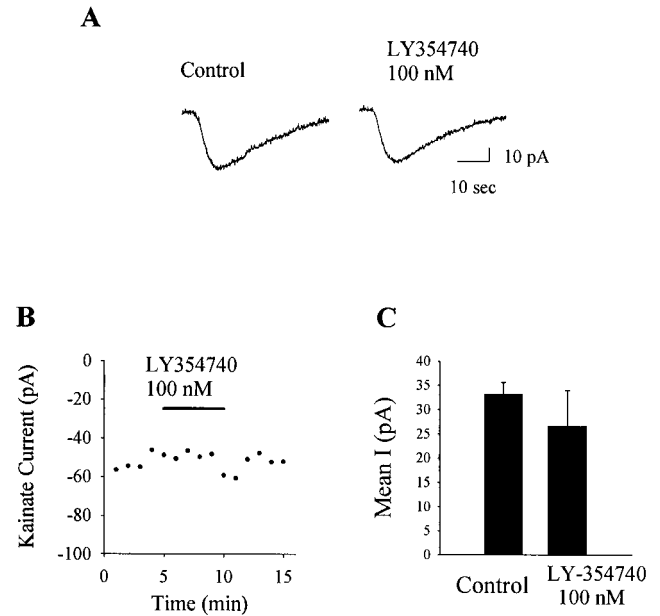 A
Control
LY354740
100 nM
10 pA
10 sec
B
LY354740
100 nM
Kainate Current (pA)
0
-20
-40
-60
-80
-100
0
5
10
15
Time (min)
C
Mean I (pA)
40
35
30
25
20
15
10
5
0
Control
LY-354740
100 nM